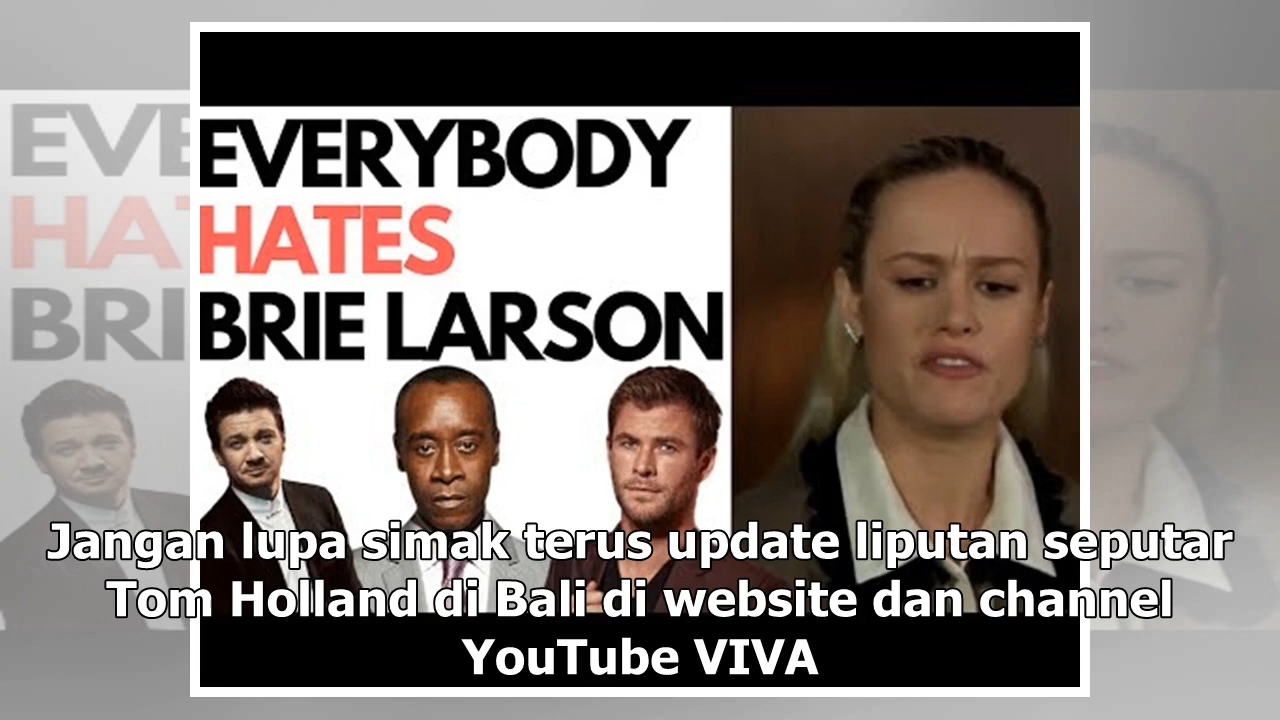 EVERYBODY
HATES
BRIE LARSON
Jangan lupa simak terus update liputan seputar
Tom Holland di Bali di website dan channel
YouTube VIVA